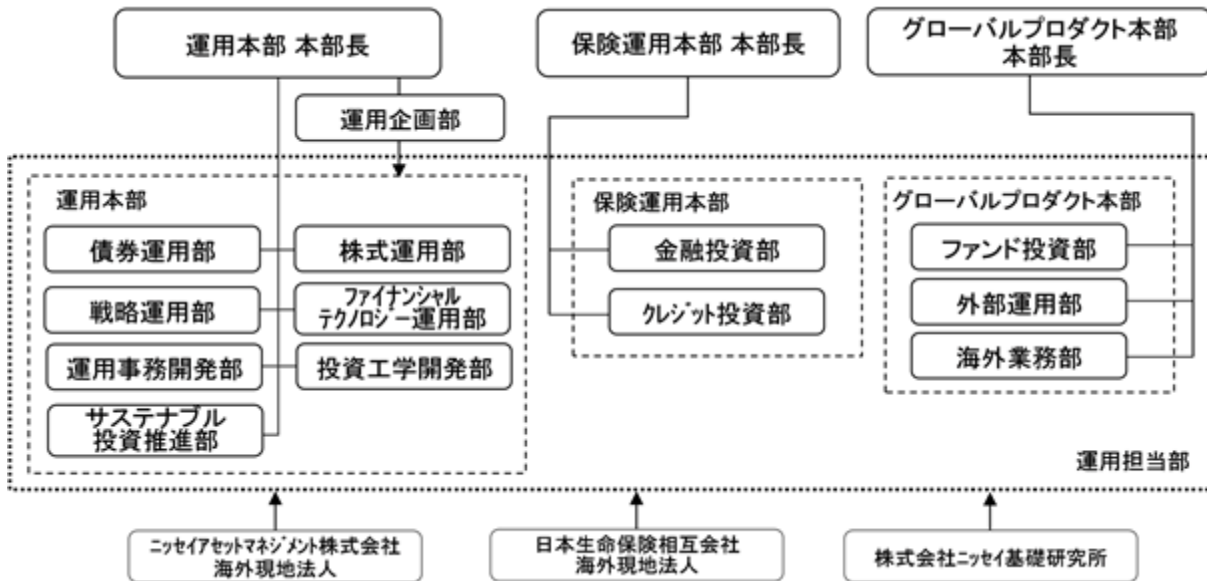 運用本部 本部長
保険運用本部 本部長
グローバルプロダクト本部
本部長
運用企画部
運用本部
債券運用部
株式運用部
戦略運用部
ファイナンシャル
テクノロジー運用部
運用事務開発部
投資工学開発部
サステナブル
投資推進部
保険運用本部
金融投資部
クレジット投資部
グローバルプロダクト本部
ファンド投資部
外部運用部
海外業務部
運用担当部
ニッセイアセットマネジメント株式会社
海外現地法人
日本生命保険相互会社
海外現地法人
株式会社ニッセイ基礎研究所